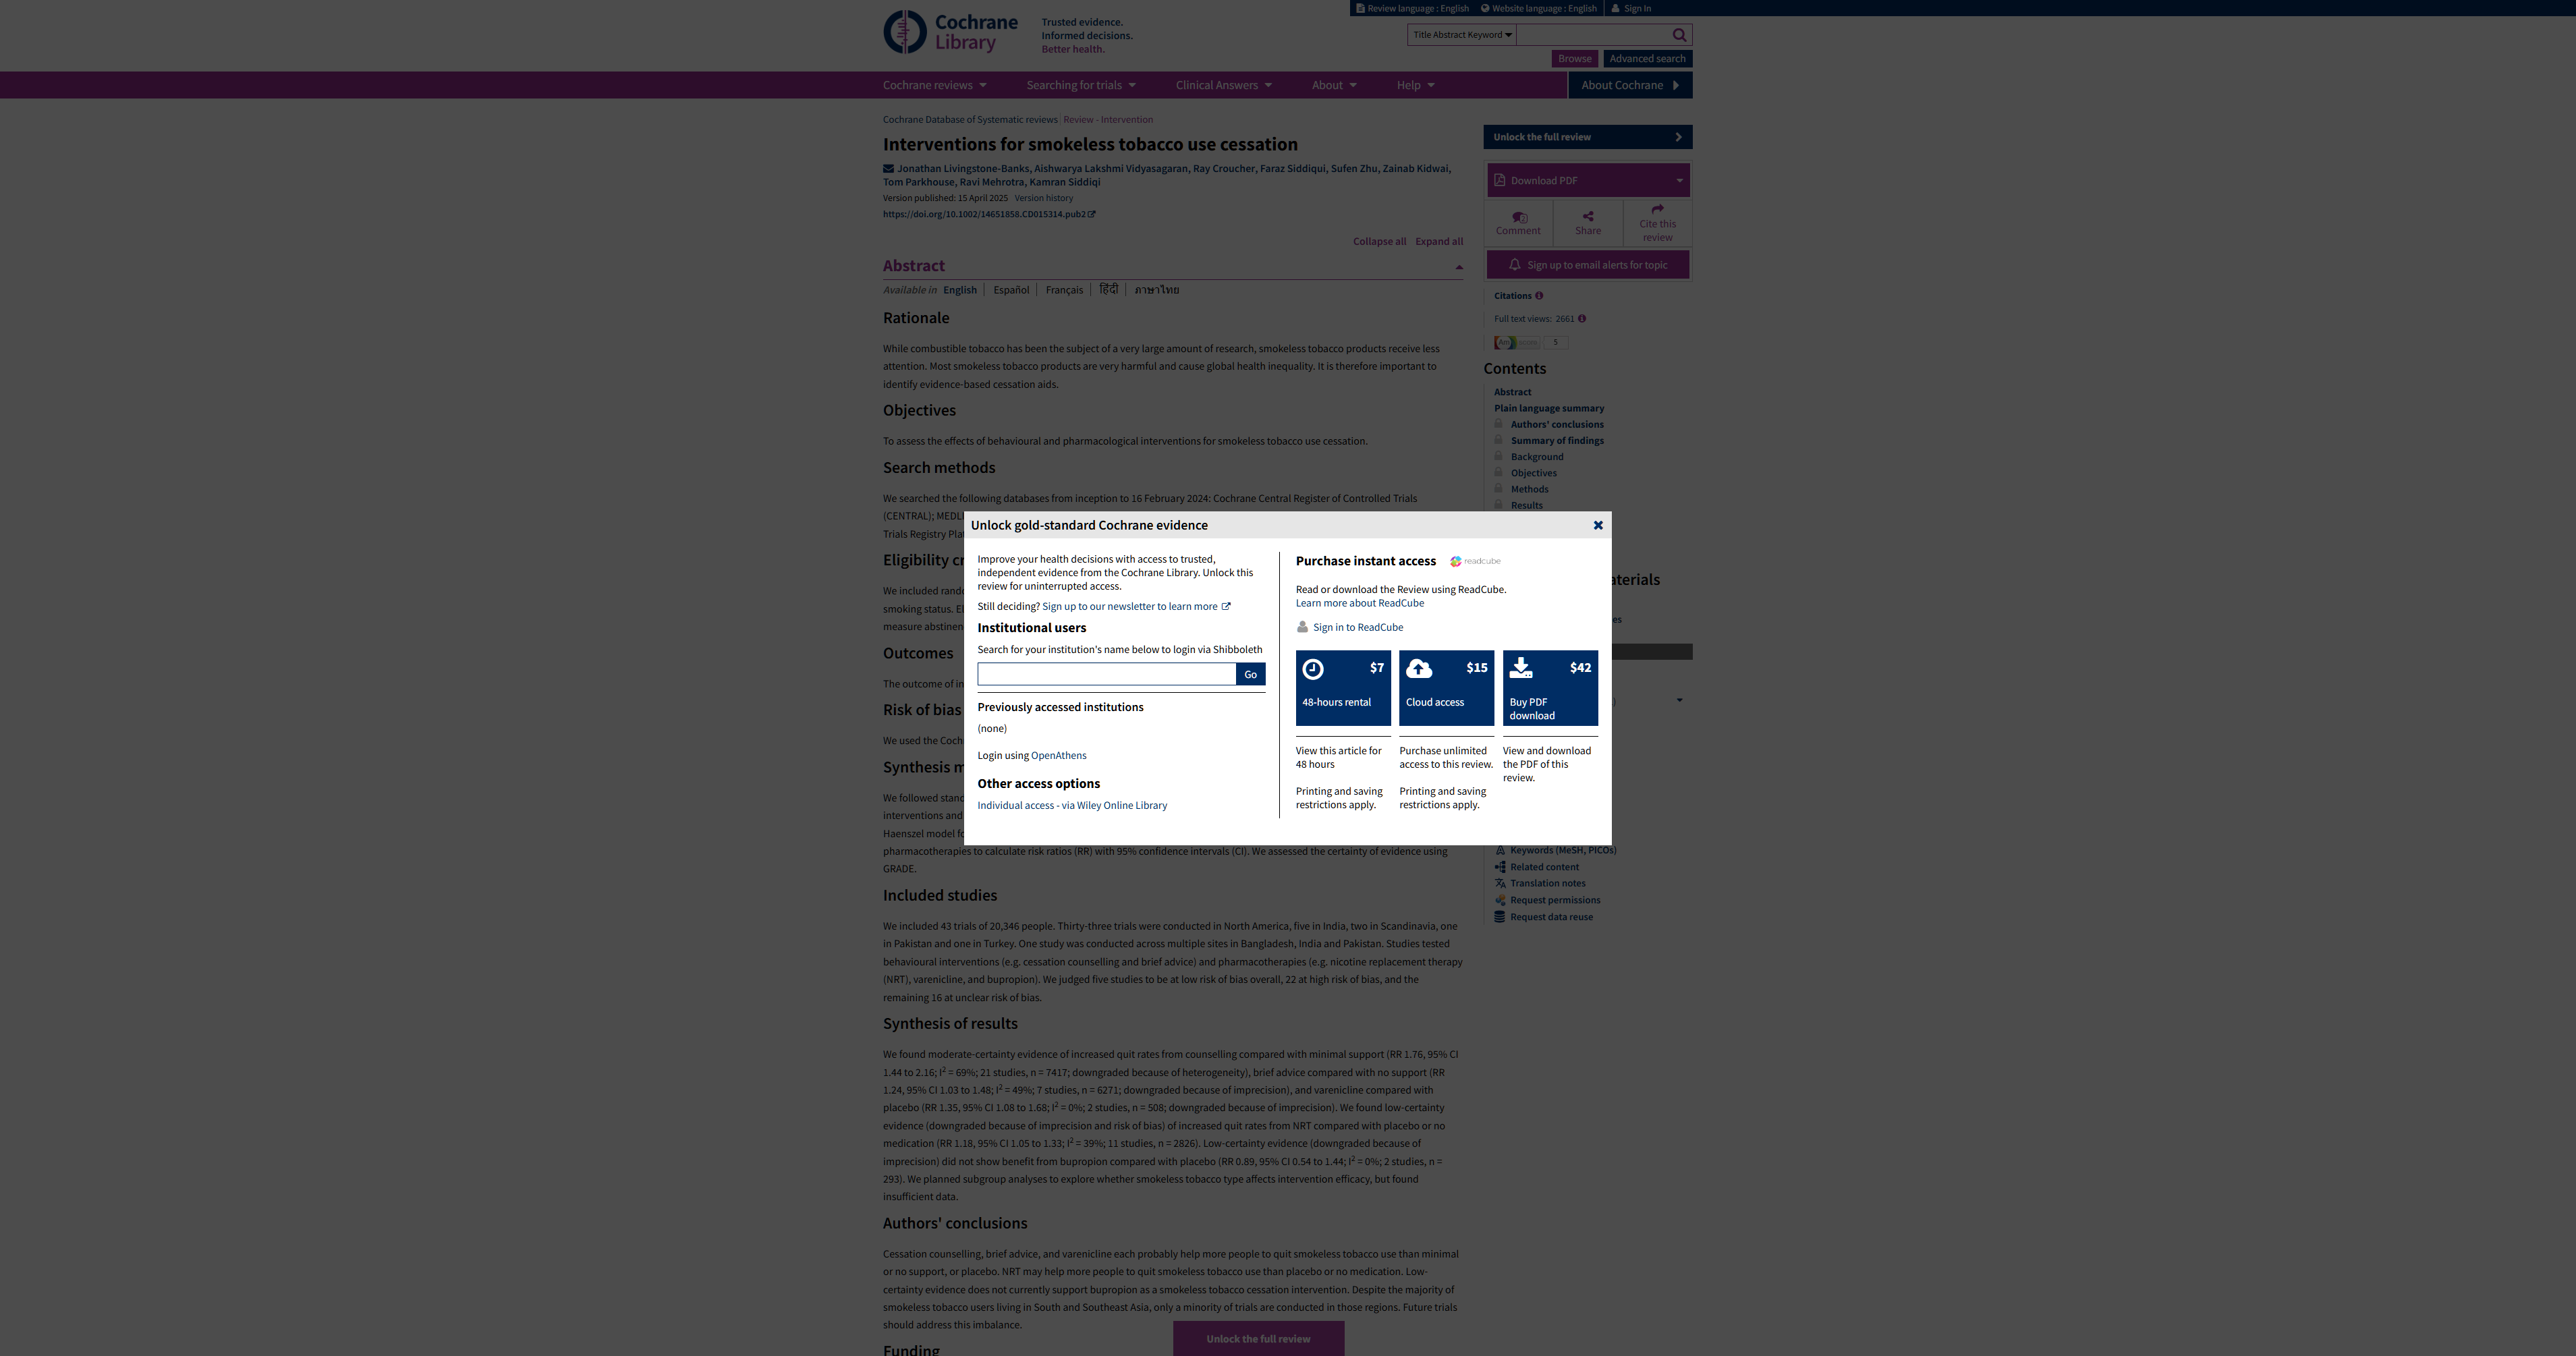 Review language : English Website language : English Sign In
Cochrane
Library
Trusted evidence.
Informed decisions.
Better health.
Title Abstract Keyword
Browse Advanced search
Cochrane reviews Searching for trials Clinical Answers About Help About Cochrane
Cochrane Database of Systematic reviews Review - Intervention
Interventions for smokeless tobacco use cessation
Jonathan Livingstone-Banks, Aishwarya Lakshmi Vidyasagaran, Ray Croucher, Faraz Siddiqui, Sufen Zhu, Zainab Kidwai,
Tom Parkhouse, Ravi Mehrotra, Kamran Siddiqi
Version published: 15 April 2025 Version history
https://doi.org/10.1002/14651858.CD015314.pub2
Collapse all Expand all
Abstract
Available in English Español Français हिंदी ภาษาไทย
Rationale
While combustible tobacco has been the subject of a very large amount of research, smokeless tobacco products receive less
attention. Most smokeless tobacco products are very harmful and cause global health inequality. It is therefore important to
identify evidence-based cessation aids.
Objectives
To assess the effects of behavioural and pharmacological interventions for smokeless tobacco use cessation.
Search methods
We searched the following databases from inception to 16 February 2024: Cochrane Central Register of Controlled Trials
(CENTRAL); MEDL
Trials Registry Pla
Eligibility c
We included rand
smoking status. E
measure abstinen
Outcomes
The outcome of in
Risk of bias
We used the Coch
Synthesis m
We followed stand
interventions and
Haenszel model fo
pharmacotherapies to calculate risk ratios (RR) with 95% confidence intervals (CI). We assessed the certainty of evidence using
GRADE.
Included studies
We included 43 trials of 20,346 people. Thirty-three trials were conducted in North America, five in India, two in Scandinavia, one
in Pakistan and one in Turkey. One study was conducted across multiple sites in Bangladesh, India and Pakistan. Studies tested
behavioural interventions (e.g. cessation counselling and brief advice) and pharmacotherapies (e.g. nicotine replacement therapy
(NRT), varenicline, and bupropion). We judged five studies to be at low risk of bias overall, 22 at high risk of bias, and the
remaining 16 at unclear risk of bias.
Synthesis of results
We found moderate-certainty evidence of increased quit rates from counselling compared with minimal support (RR 1.76, 95% CI
1.44 to 2.16; I² = 69%; 21 studies, n = 7417; downgraded because of heterogeneity), brief advice compared with no support (RR
1.24, 95% CI 1.03 to 1.48; I² = 49%; 7 studies, n = 6271; downgraded because of imprecision), and varenicline compared with
placebo (RR 1.35, 95% CI 1.08 to 1.68; I² = 0%; 2 studies, n = 508; downgraded because of imprecision). We found low-certainty
evidence (downgraded because of imprecision and risk of bias) of increased quit rates from NRT compared with placebo or no
medication (RR 1.18, 95% CI 1.05 to 1.33; I² = 39%; 11 studies, n = 2826). Low-certainty evidence (downgraded because of
imprecision) did not show benefit from bupropion compared with placebo (RR 0.89, 95% CI 0.54 to 1.44; I² = 0%; 2 studies, n =
293). We planned subgroup analyses to explore whether smokeless tobacco type affects intervention efficacy, but found
insufficient data.
Authors' conclusions
Cessation counselling, brief advice, and varenicline each probably help more people to quit smokeless tobacco use than minimal
or no support, or placebo. NRT may help more people to quit smokeless tobacco use than placebo or no medication. Low-
certainty evidence does not currently support bupropion as a smokeless tobacco cessation intervention. Despite the majority of
smokeless tobacco users living in South and Southeast Asia, only a minority of trials are conducted in those regions. Future trials
should address this imbalance.
Unlock the full review
Funding
Unlock the full review
Download PDF
Comment Share Cite this
review
Sign up to email alerts for topic
Citations
Full text views: 2661
Am score 5
Contents
Abstract
Plain language summary
Authors' conclusions
Summary of findings
Background
Objectives
Methods
Results
aterials
es
Keywords (MeSH, PICOs)
Related content
Translation notes
Request permissions
Request data reuse
Unlock gold-standard Cochrane evidence
Improve your health decisions with access to trusted,
independent evidence from the Cochrane Library. Unlock this
review for uninterrupted access.
Still deciding? Sign up to our newsletter to learn more
Institutional users
Search for your institution's name below to login via Shibboleth
Go
Previously accessed institutions
(none)
Login using OpenAthens
Other access options
Individual access - via Wiley Online Library
Purchase instant access readcube
Read or download the Review using ReadCube.
Learn more about ReadCube
Sign in to ReadCube
$7
48-hours rental
View this article for
48 hours
Printing and saving
restrictions apply.
$15
Cloud access
Purchase unlimited
access to this review.
Printing and saving
restrictions apply.
$42
Buy PDF
download
View and download
the PDF of this
review.